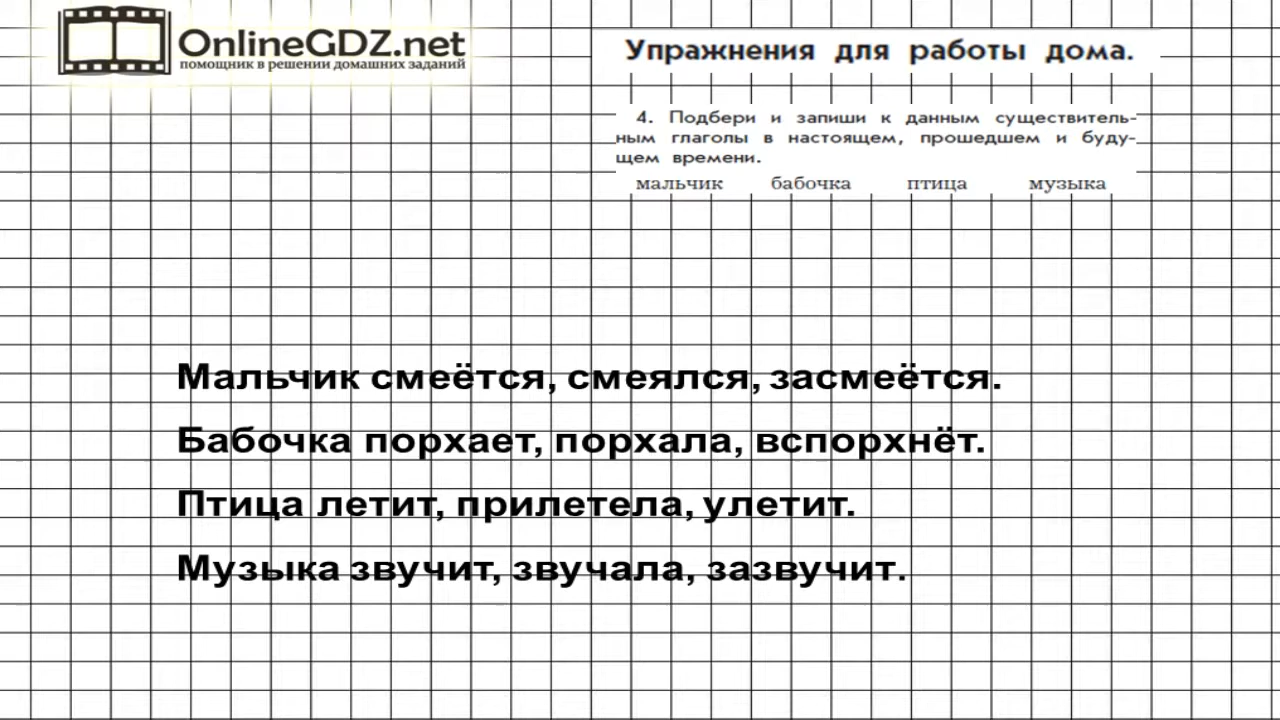 OnlineGDZ.net
помощник в решении домашних заданий
Упражнения для работы дома.
4. Подбери и запиши к данным существитель-
ным глаголы в настоящем, прошедшем и буду-
щем времени.
мальчик бабочка птица музыка
Мальчик смеётся, смеялся, засмеётся.
Бабочка порхает, порхала, вспорхнёт.
Птица летит, прилетела, улетит.
Музыка звучит, звучала, зазвучит.